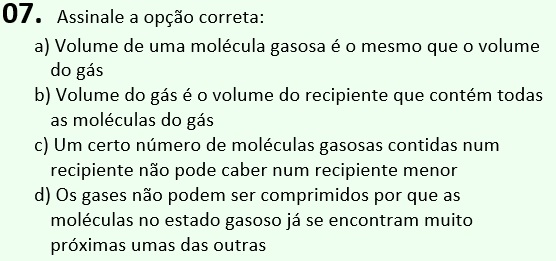 07. Assinale a opção correta:
a) Volume de uma molécula gasosa é o mesmo que o volume
do gás
b) Volume do gás é o volume do recipiente que contém todas
as moléculas do gás
c) Um certo número de moléculas gasosas contidas num
recipiente não pode caber num recipiente menor
d) Os gases não podem ser comprimidos por que as
moléculas no estado gasoso já se encontram muito
próximas umas das outras